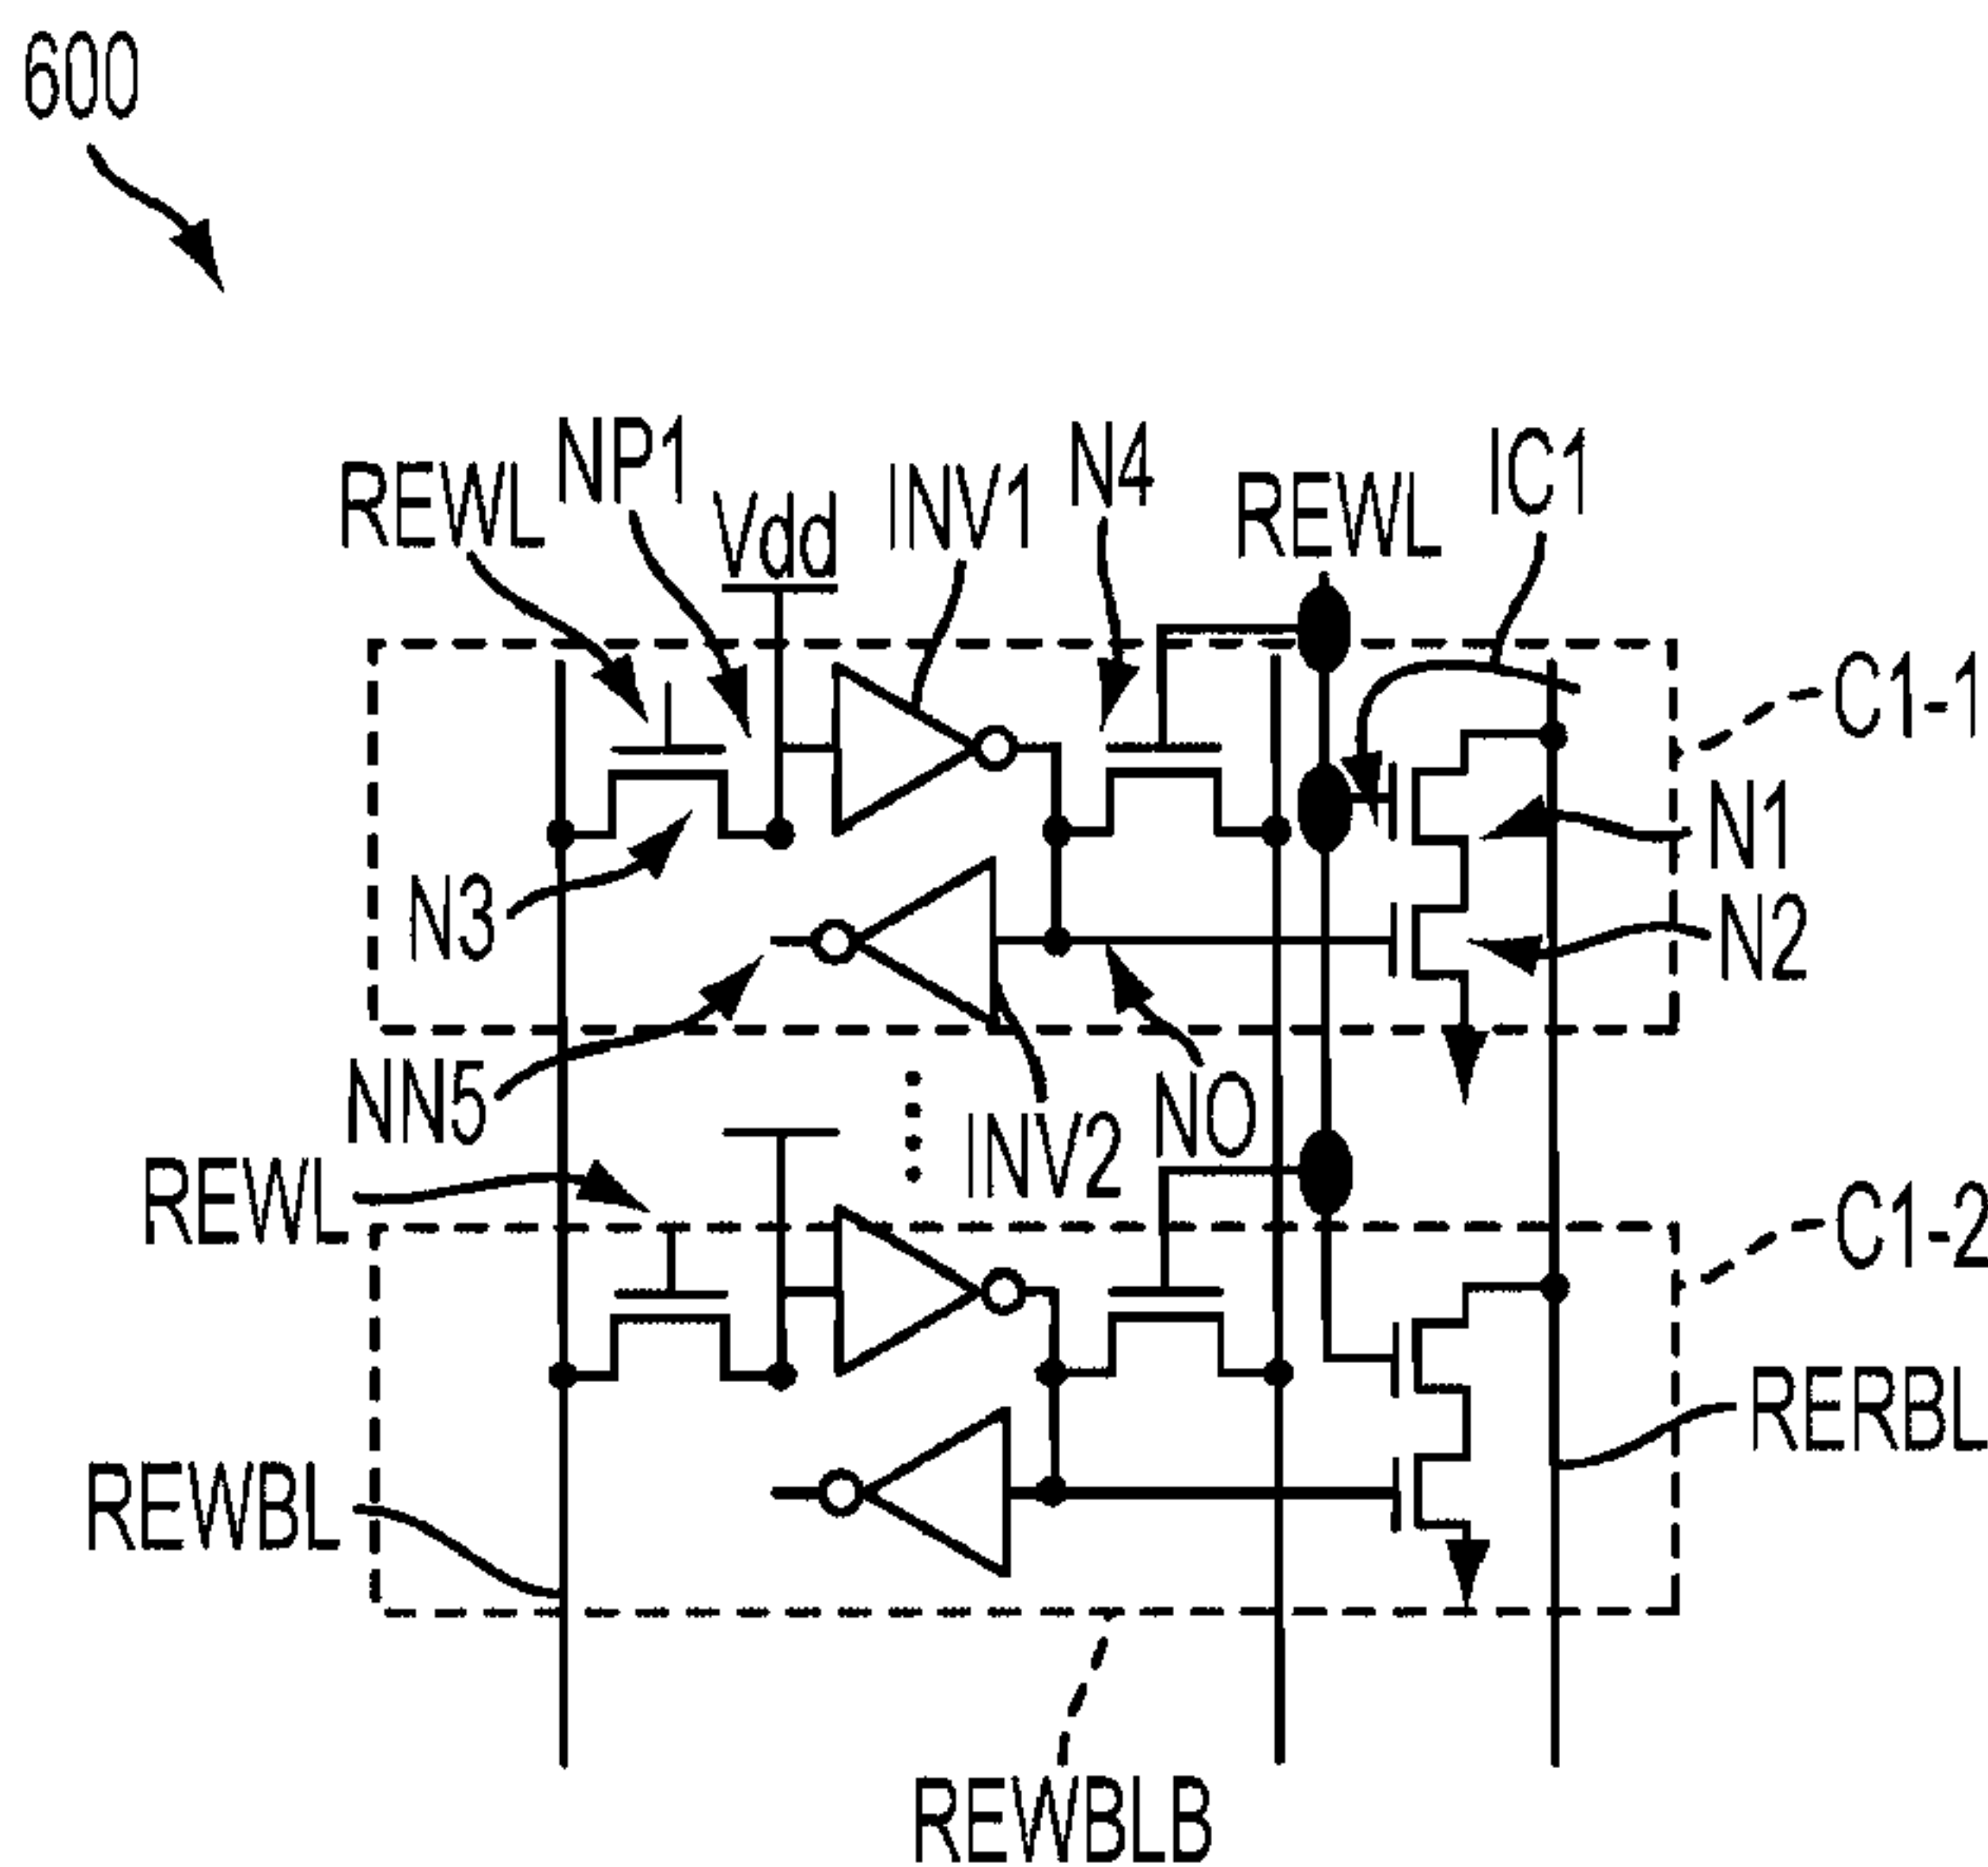 600
REWL
NP1
Vdd
INV1
N4
REWL
IC1
C1-1
N1
N3
N2
NN5
INV2
NO
REWL
C1-2
RERBL
REWBL
REWBLB